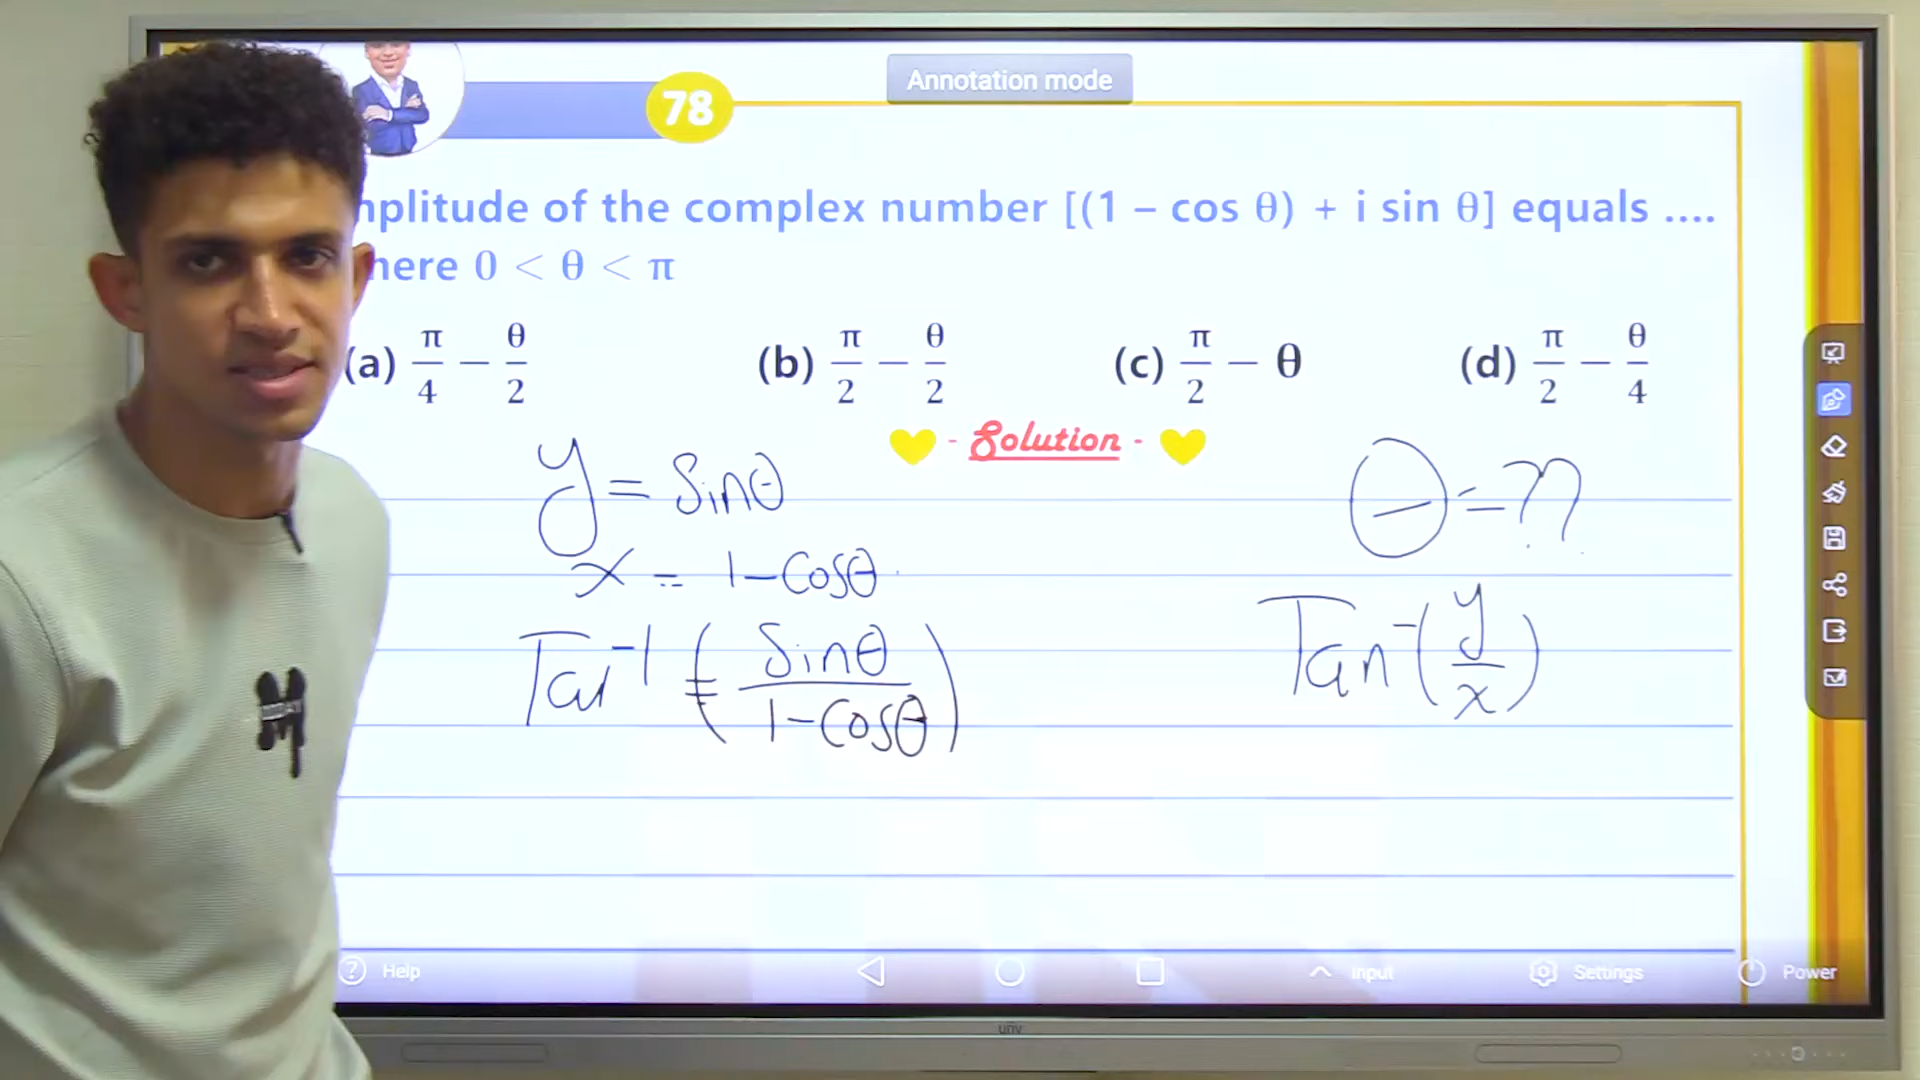 Annotation mode
78
mplitude of the complex number [(1 – cos θ) + i sin θ] equals ....
here 0 < θ < π
(a) π/4 – θ/2 (b) π/2 – θ/2 (c) π/2 – θ (d) π/2 – θ/4
- Solution -
y = Sinθ
x = 1-Cosθ
Tan⁻¹ ( Sinθ / 1-Cosθ )
θ = ??
Tan⁻ ( y / x )
Help Input Settings Power
unv